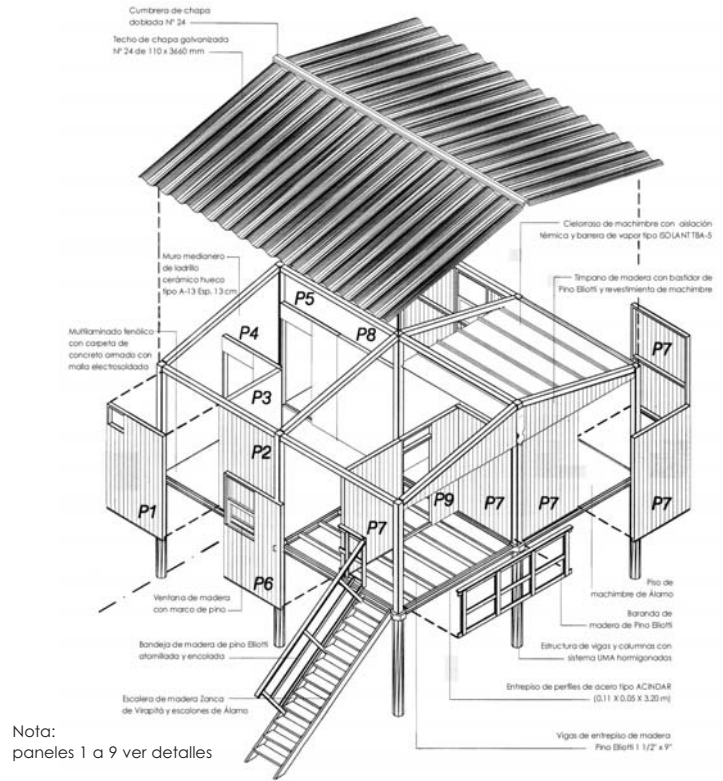 Cumbrera de chapa
doblada Nº 24
Techo de chapa galvanizada
Nº 24 de 110 x 3660 mm
Cielorraso de machimbre con aislación
térmica y barrera de vapor tipo ISOLANT TBA-5
Muro medianero
de ladrillo
cerámico hueco
tipo A-13 Esp. 13 cm
Tímpano de madera con bastidor de
Pino Elliotti y revestimiento de machimbre
Multilaminado fenólico
con carpeta de
concreto armado con
malla electrosoldada
P5
P4
P8
P7
P3
P2
P1
P9
P7
P7
P7
P7
P6
Ventana de madera
con marco de pino
Piso de
machimbre de Álamo
Baranda de
madera de Pino Elliotti
Bandeja de madera de pino Elliotti
atornillada y encolada
Estructura de vigas y columnas con
sistema UMA hormigonadas
Escalera de madera Zanca
de Virapitá y escalones de Álamo
Entrepiso de perfiles de acero tipo ACINDAR
(0.11 X 0.05 X 3.20 m)
Vigas de entrepiso de madera
Pino Elliotti 1 1/2" x 9"
Nota:
paneles 1 a 9 ver detalles